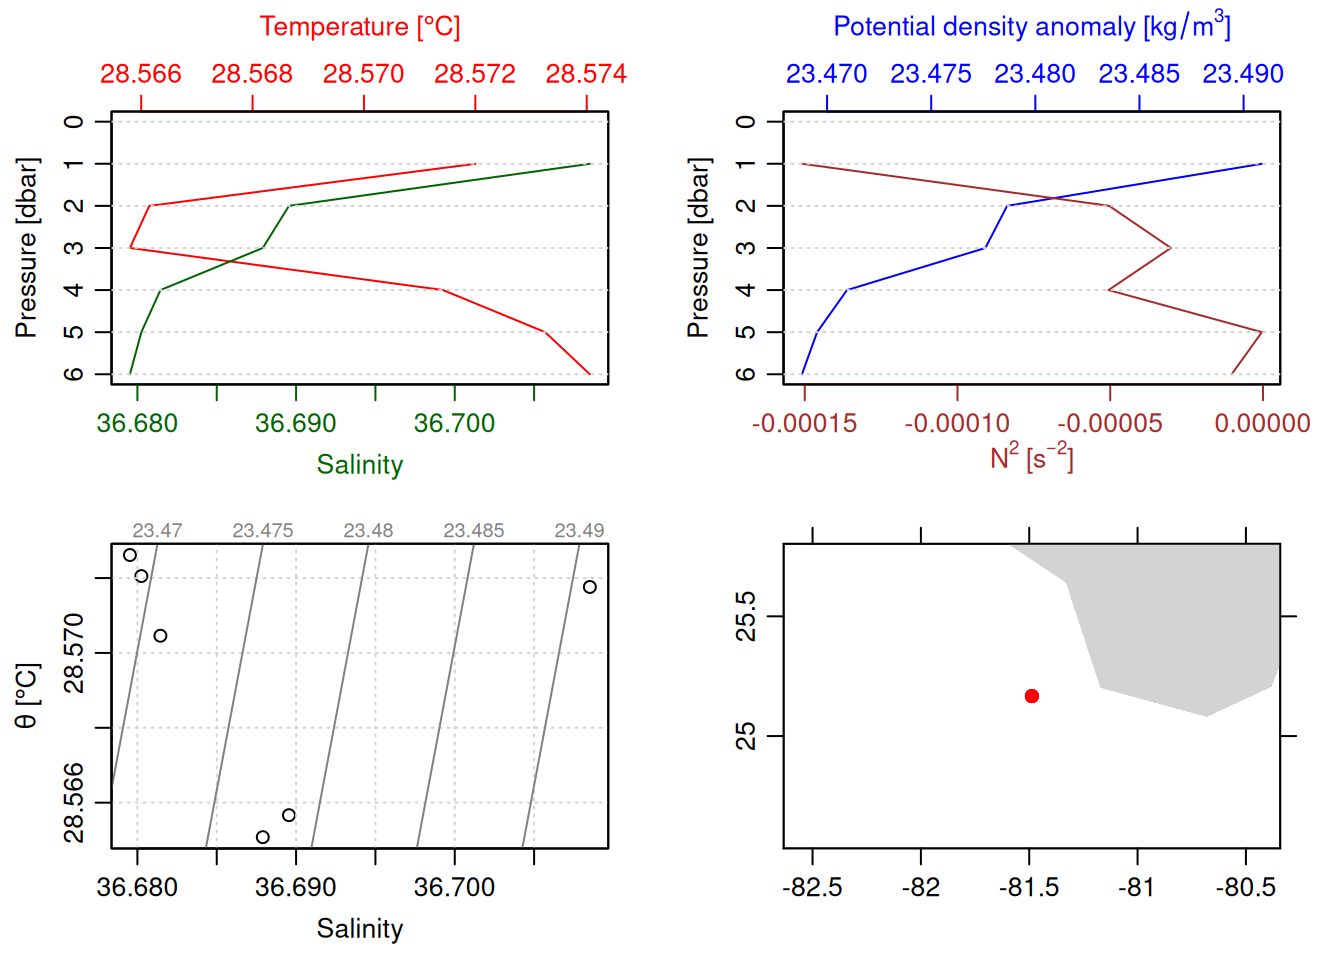 Temperature [°C]
28.566 28.568 28.570 28.572 28.574
Pressure [dbar]
0
1
2
3
4
5
6
36.680 36.690 36.700
Salinity
Potential density anomaly [kg/m³]
23.470 23.475 23.480 23.485 23.490
Pressure [dbar]
0
1
2
3
4
5
6
-0.00015 -0.00010 -0.00005 0.00000
N² [s⁻²]
23.47 23.475 23.48 23.485 23.49
θ [°C]
28.570
28.566
36.680 36.690 36.700
Salinity
25.5
25
-82.5 -82 -81.5 -81 -80.5